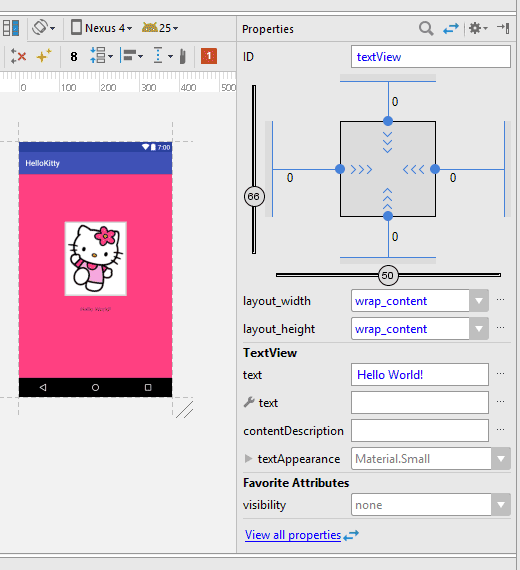 Nexus 4
25
Properties
8
1
ID
textView
0
100
200
300
400
500
0
0
0
0
66
50
7:00
HelloKitty
layout_width
wrap_content
...
layout_height
wrap_content
...
TextView
text
Hello World!
...
text
...
contentDescription
...
textAppearance
Material.Small
Favorite Attributes
visibility
none
View all properties